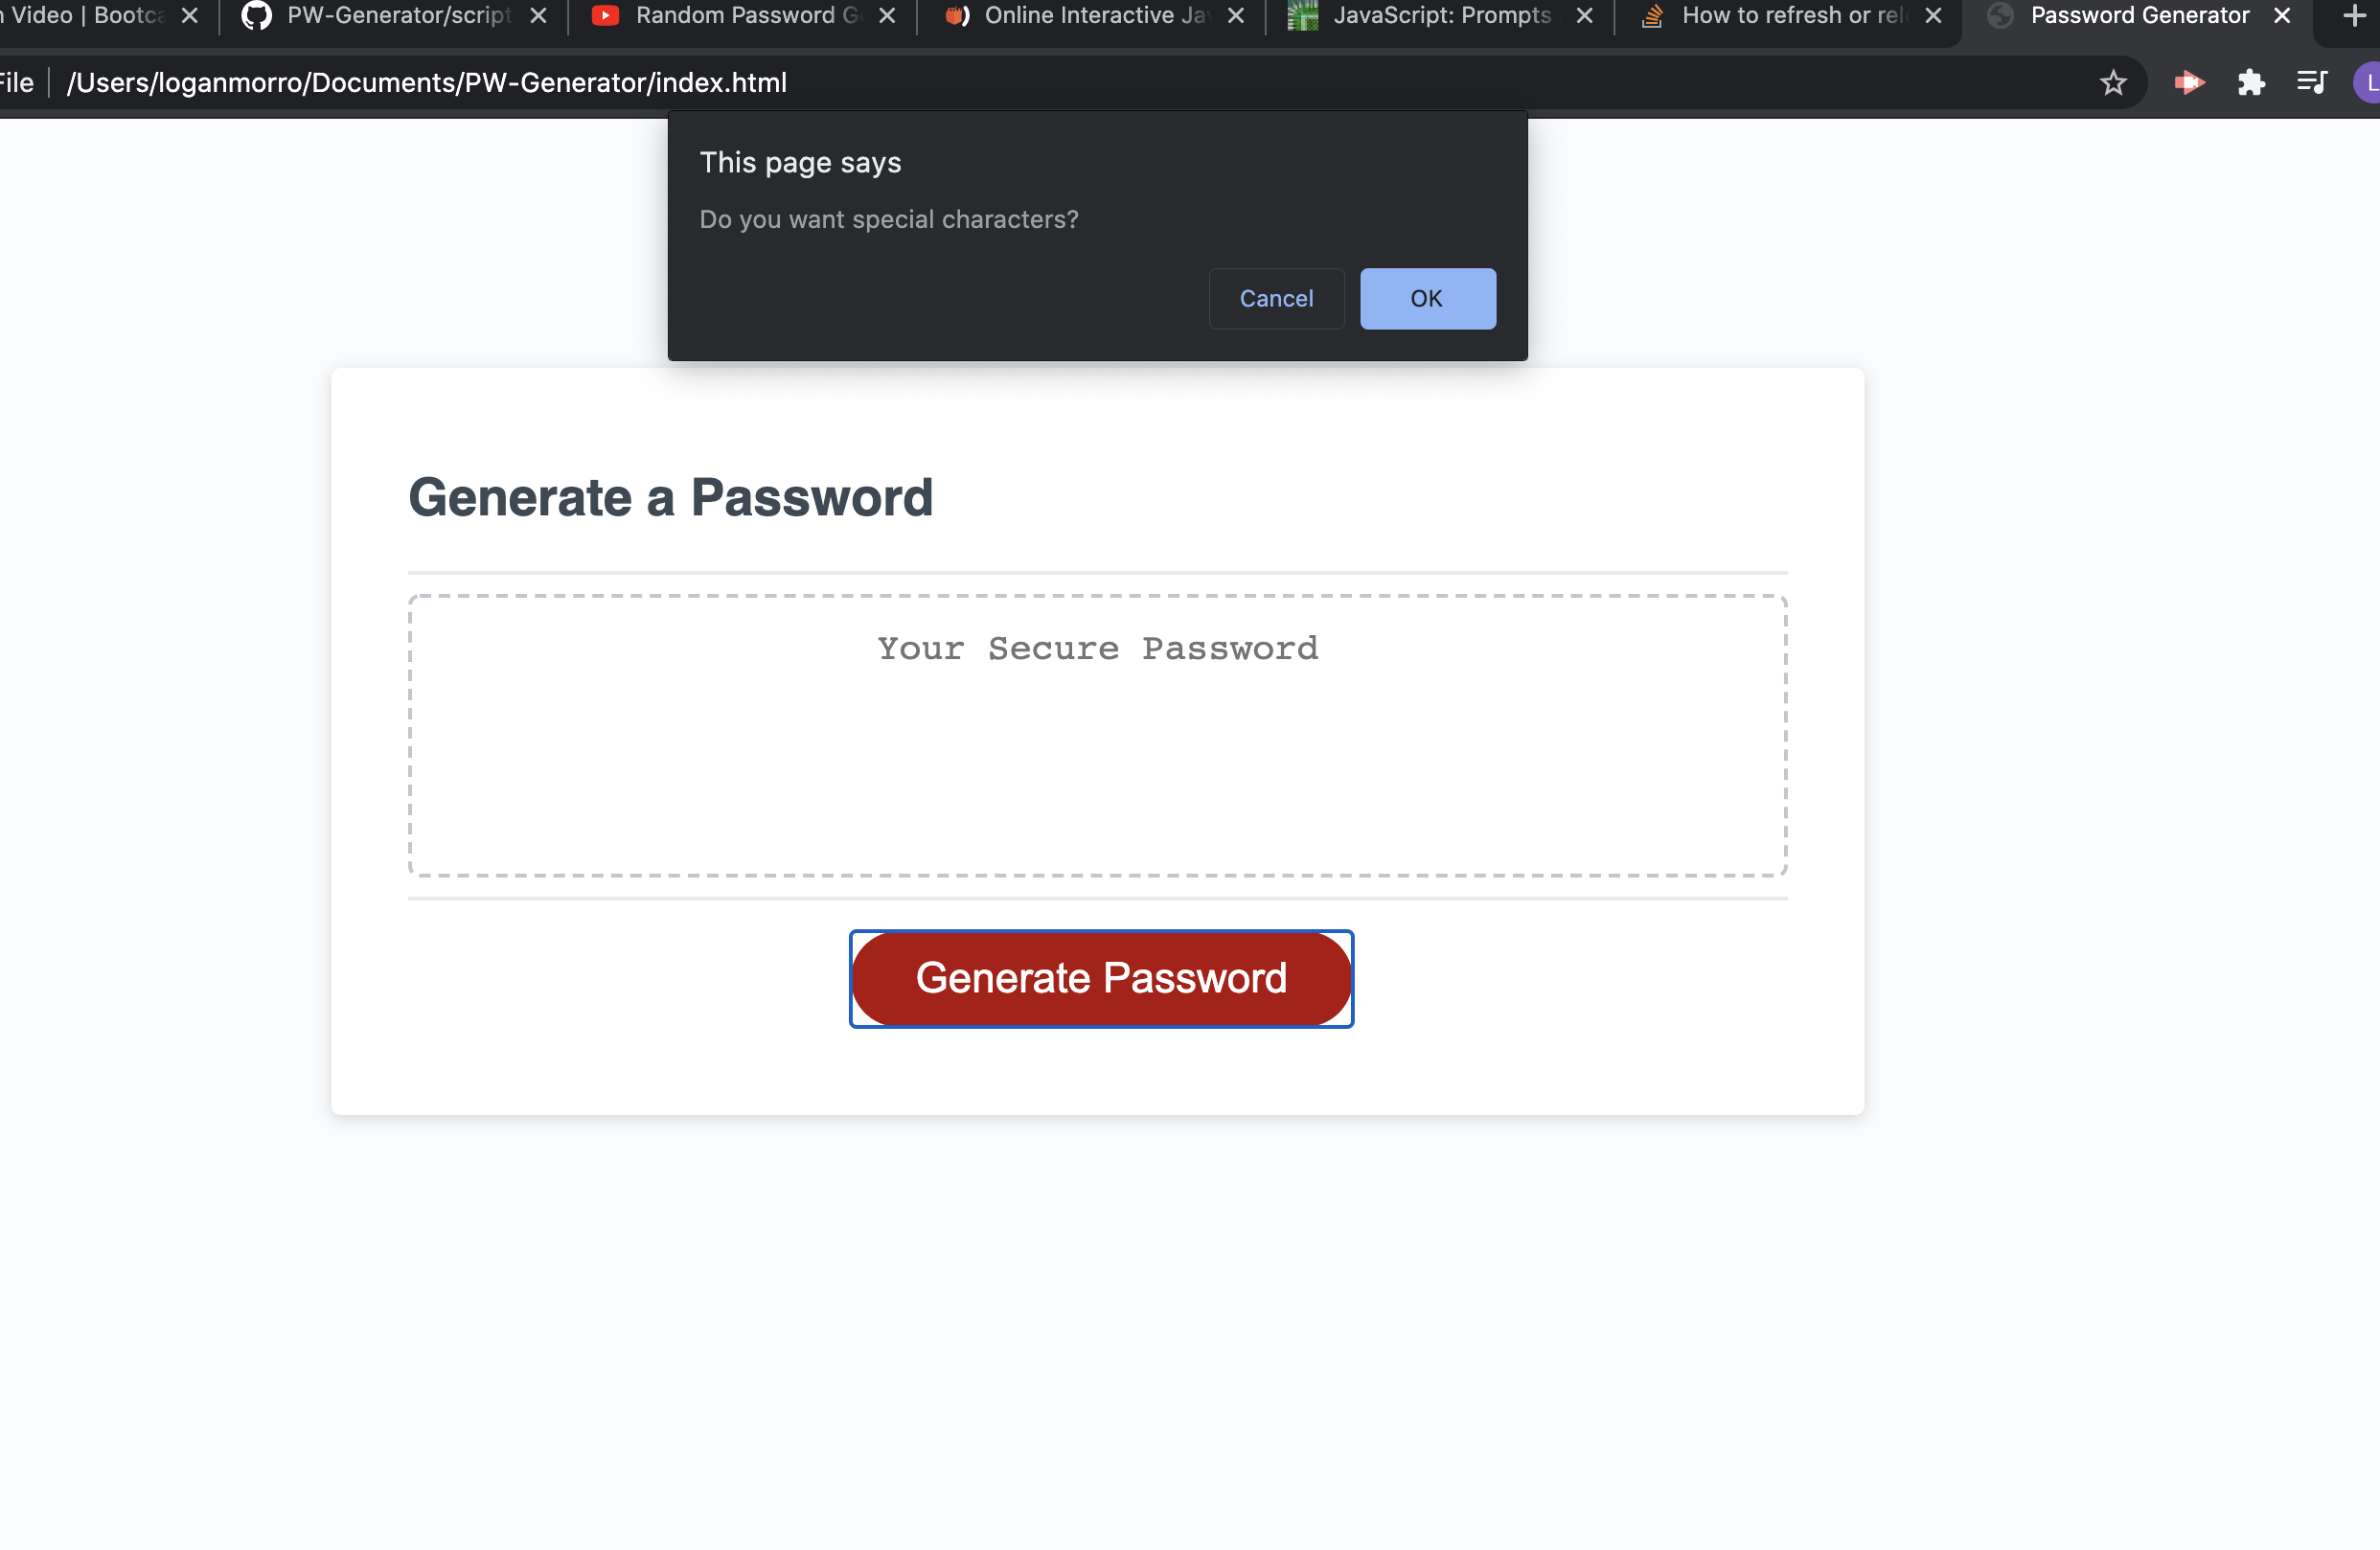 Video | Bootca
PW-Generator/script
Random Password G
Online Interactive Jav
JavaScript: Prompts
How to refresh or rel
Password Generator
File
/Users/loganmorro/Documents/PW-Generator/index.html
L
This page says
Do you want special characters?
Cancel
OK
Generate a Password
Your Secure Password
Generate Password